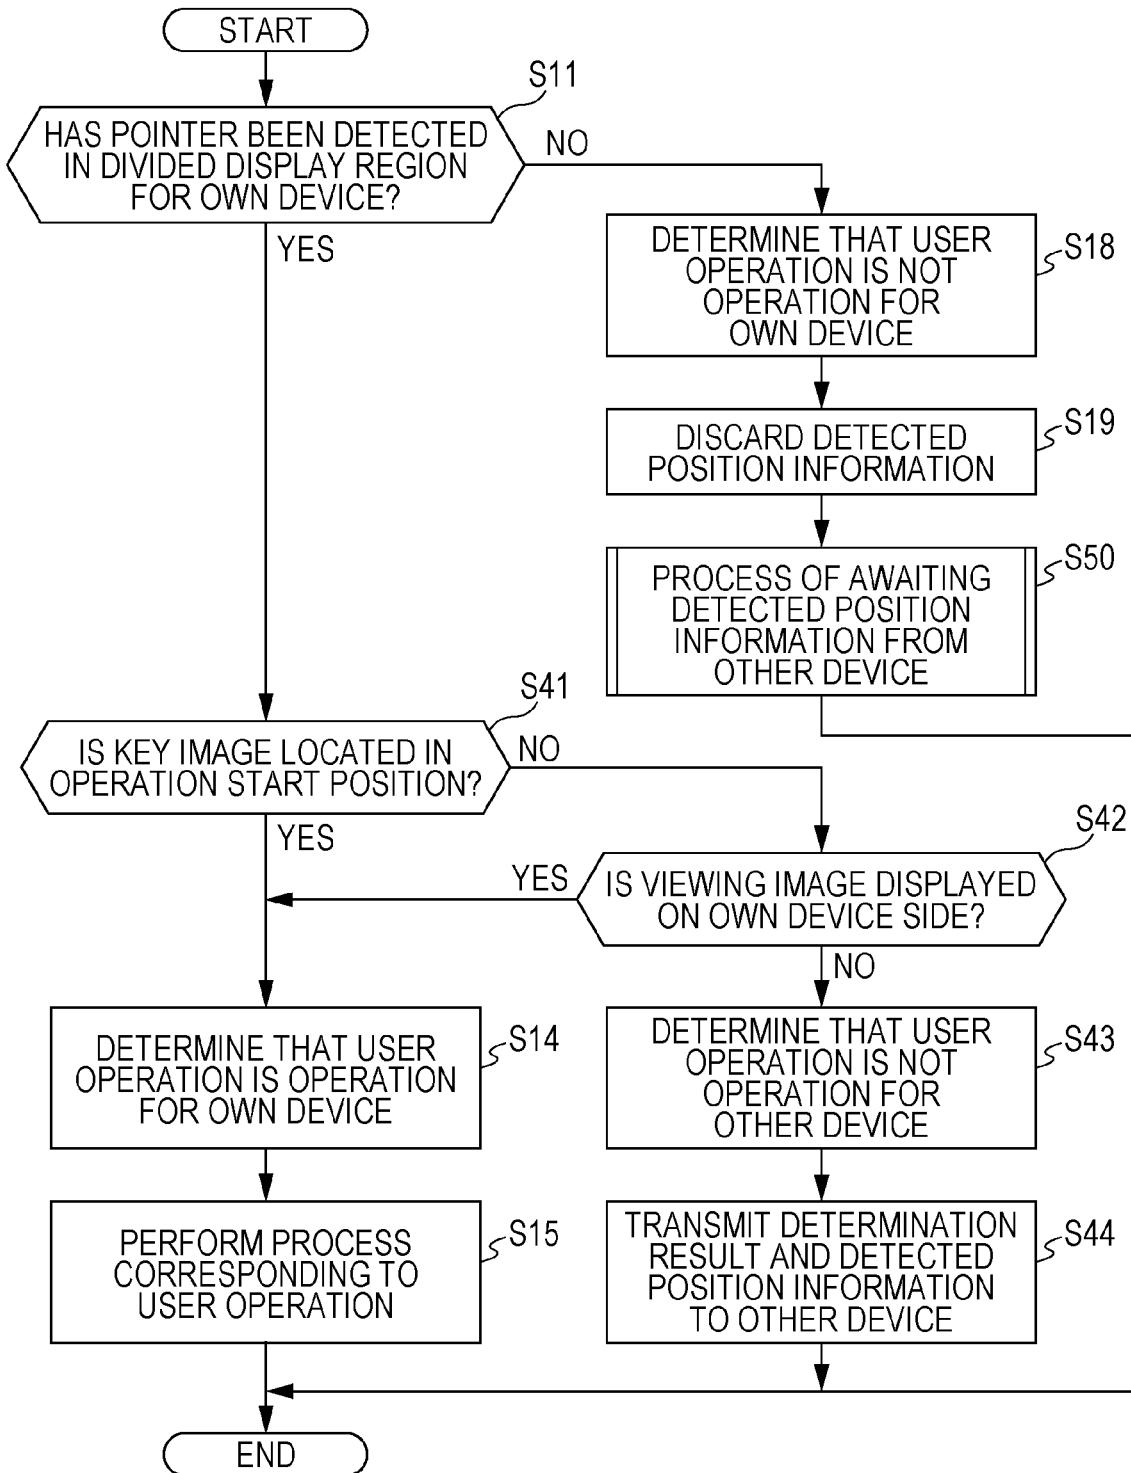 START
S11
HAS POINTER BEEN DETECTED
IN DIVIDED DISPLAY REGION
FOR OWN DEVICE?
NO
YES
DETERMINE THAT USER
OPERATION IS NOT
OPERATION FOR
OWN DEVICE
S18
DISCARD DETECTED
POSITION INFORMATION
S19
PROCESS OF AWAITING
DETECTED POSITION
INFORMATION FROM
OTHER DEVICE
S50
S41
IS KEY IMAGE LOCATED IN
OPERATION START POSITION?
NO
YES
S42
IS VIEWING IMAGE DISPLAYED
ON OWN DEVICE SIDE?
YES
NO
DETERMINE THAT USER
OPERATION IS OPERATION
FOR OWN DEVICE
S14
DETERMINE THAT USER
OPERATION IS NOT
OPERATION FOR
OTHER DEVICE
S43
PERFORM PROCESS
CORRESPONDING TO
USER OPERATION
S15
TRANSMIT DETERMINATION
RESULT AND DETECTED
POSITION INFORMATION
TO OTHER DEVICE
S44
END